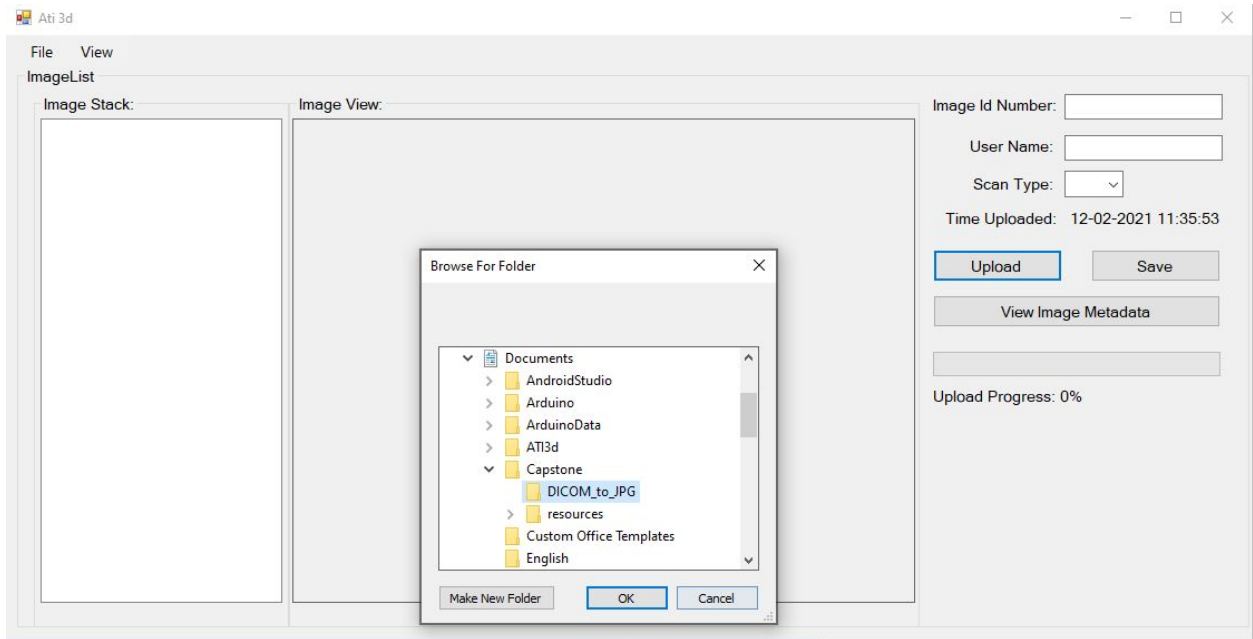 Ati 3d
File View
ImageList
Image Stack:
Image View:
Image Id Number:
User Name:
Scan Type:
Time Uploaded: 12-02-2021 11:35:53
Upload Save
View Image Metadata
Upload Progress: 0%
Browse For Folder
Documents
AndroidStudio
Arduino
ArduinoData
ATI3d
Capstone
DICOM_to_JPG
resources
Custom Office Templates
English
Make New Folder OK Cancel